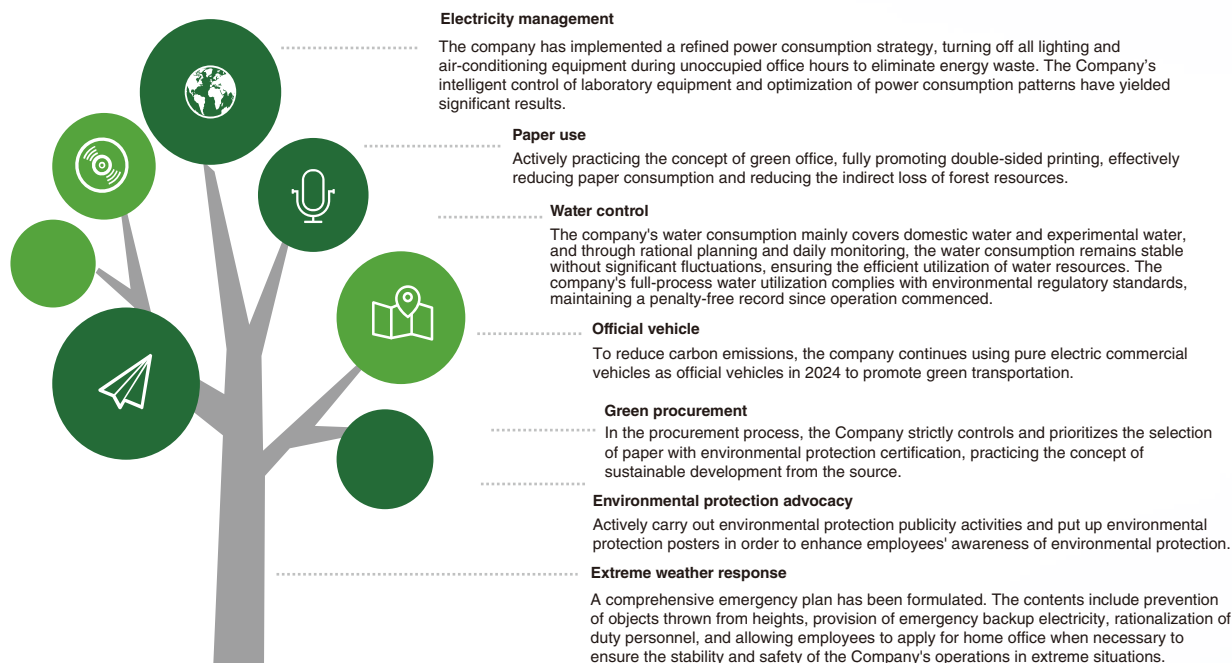 Electricity management
The company has implemented a refined power consumption strategy, turning off all lighting and
air-conditioning equipment during unoccupied office hours to eliminate energy waste. The Company's
intelligent control of laboratory equipment and optimization of power consumption patterns have yielded
significant results.
Paper use
Actively practicing the concept of green office, fully promoting double-sided printing, effectively
reducing paper consumption and reducing the indirect loss of forest resources.
Water control
The company's water consumption mainly covers domestic water and experimental water,
and through rational planning and daily monitoring, the water consumption remains stable
without significant fluctuations, ensuring the efficient utilization of water resources. The
company's full-process water utilization complies with environmental regulatory standards,
maintaining a penalty-free record since operation commenced.
Official vehicle
To reduce carbon emissions, the company continues using pure electric commercial
vehicles as official vehicles in 2024 to promote green transportation.
Green procurement
In the procurement process, the Company strictly controls and prioritizes the selection
of paper with environmental protection certification, practicing the concept of
sustainable development from the source.
Environmental protection advocacy
Actively carry out environmental protection publicity activities and put up environmental
protection posters in order to enhance employees' awareness of environmental protection.
Extreme weather response
A comprehensive emergency plan has been formulated. The contents include prevention
of objects thrown from heights, provision of emergency backup electricity, rationalization of
duty personnel, and allowing employees to apply for home office when necessary to
ensure the stability and safety of the Company's operations in extreme situations.